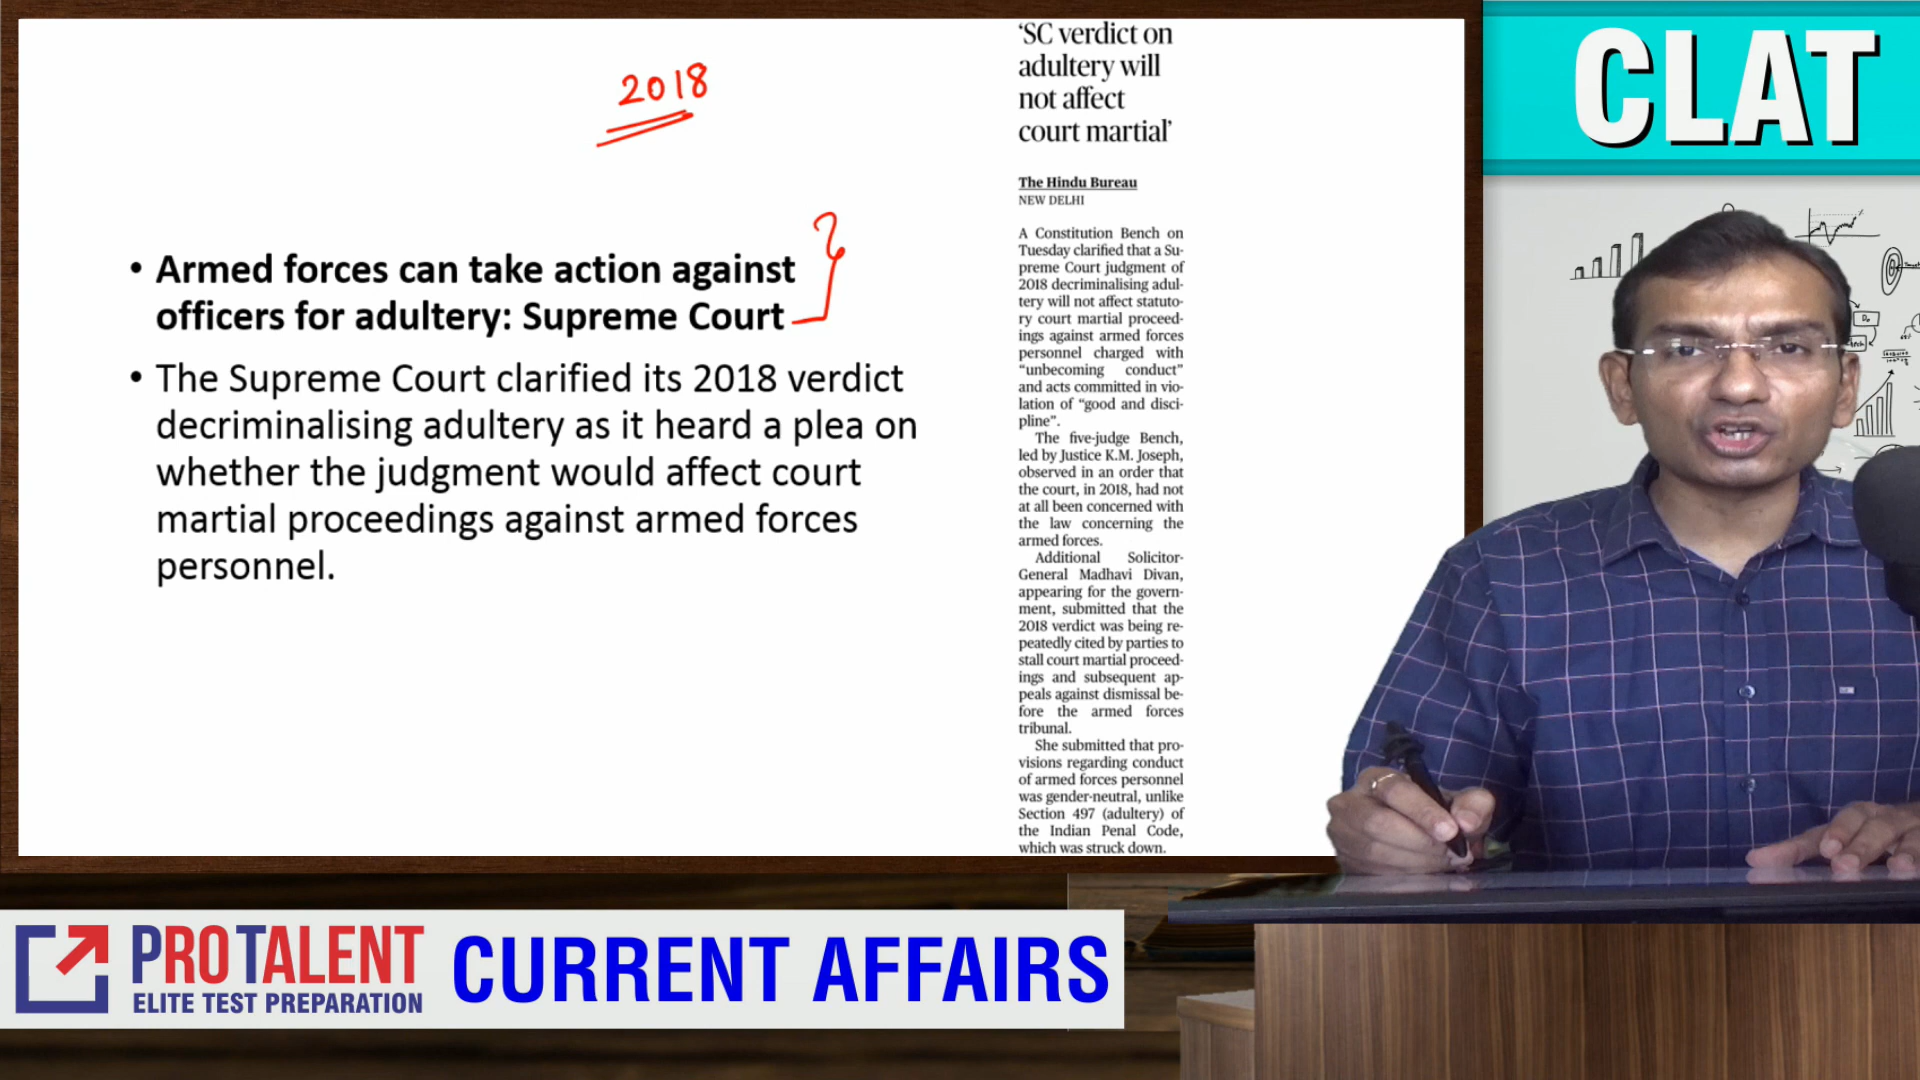 2018
• Armed forces can take action against
officers for adultery: Supreme Court
• The Supreme Court clarified its 2018 verdict
decriminalising adultery as it heard a plea on
whether the judgment would affect court
martial proceedings against armed forces
personnel.
‘SC verdict on
adultery will
not affect
court martial’
The Hindu Bureau
NEW DELHI
A Constitution Bench on
Tuesday clarified that a Su-
preme Court judgment of
2018 decriminalising adul-
tery will not affect statuto-
ry court martial proceed-
ings against armed forces
personnel charged with
“unbecoming conduct”
and acts committed in vio-
lation of “good and disci-
pline”.
The five-judge Bench,
led by Justice K.M. Joseph,
observed in an order that
the court, in 2018, had not
at all been concerned with
the law concerning the
armed forces.
Additional Solicitor-
General Madhavi Divan,
appearing for the govern-
ment, submitted that the
2018 verdict was being re-
peatedly cited by parties to
stall court martial proceed-
ings and subsequent ap-
peals against dismissal be-
fore the armed forces
tribunal.
She submitted that pro-
visions regarding conduct
of armed forces personnel
was gender-neutral, unlike
Section 497 (adultery) of
the Indian Penal Code,
which was struck down.
CLAT
PROTALENT
ELITE TEST PREPARATION
CURRENT AFFAIRS